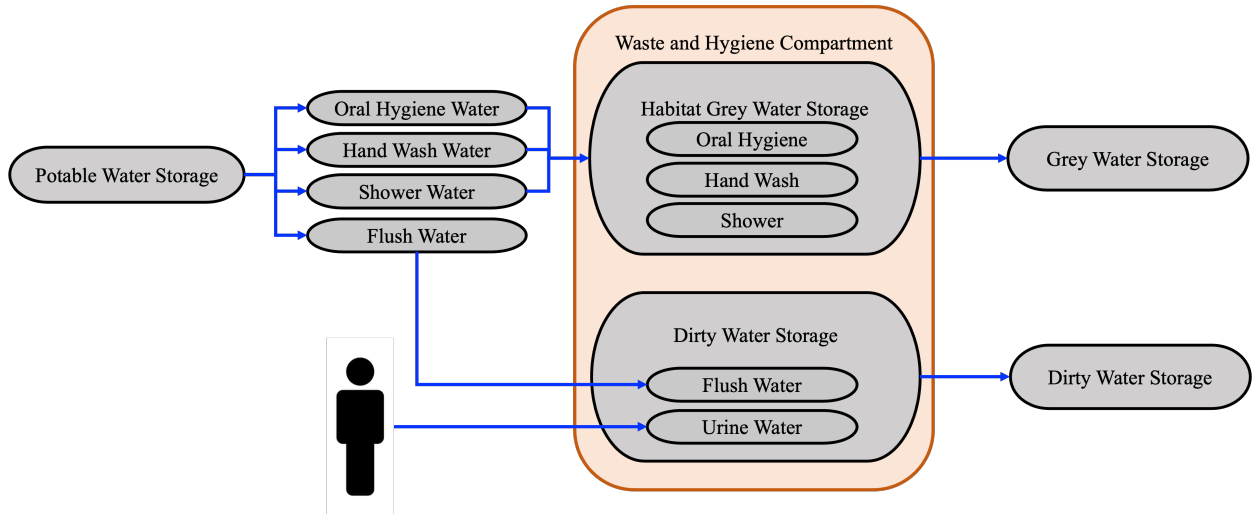 Waste and Hygiene Compartment
Potable Water Storage
Oral Hygiene Water
Hand Wash Water
Shower Water
Flush Water
Habitat Grey Water Storage
Oral Hygiene
Hand Wash
Shower
Grey Water Storage
Dirty Water Storage
Flush Water
Urine Water
Dirty Water Storage